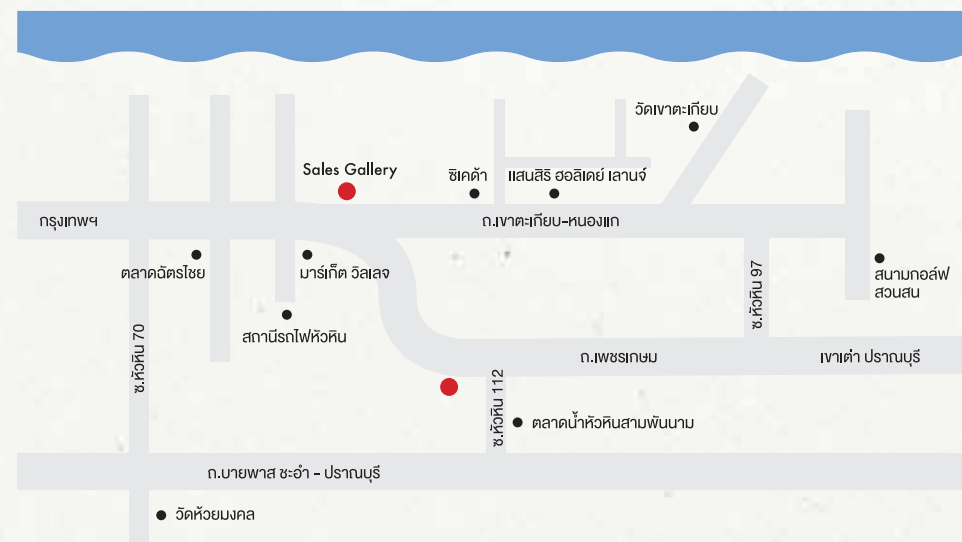 วัดเขาตะเกียบ
Sales Gallery
ซิเคด้า
แสนสิริ ฮอลิเดย์ เลานจ์
กรุงเทพฯ
ถ.เขาตะเกียบ-หนองแก
ตลาดฉัตรไชย
มาร์เก็ต วิลเลจ
สนามกอล์ฟ
สวนสน
ซ.หัวหิน 97
สถานีรถไฟหัวหิน
ซ.หัวหิน 70
ถ.เพชรเกษม
เขาเต่า ปราณบุรี
ซ.หัวหิน 112
ตลาดน้ำหัวหินสามพันนาม
ถ.บายพาส ชะอำ - ปราณบุรี
วัดห้วยมงคล